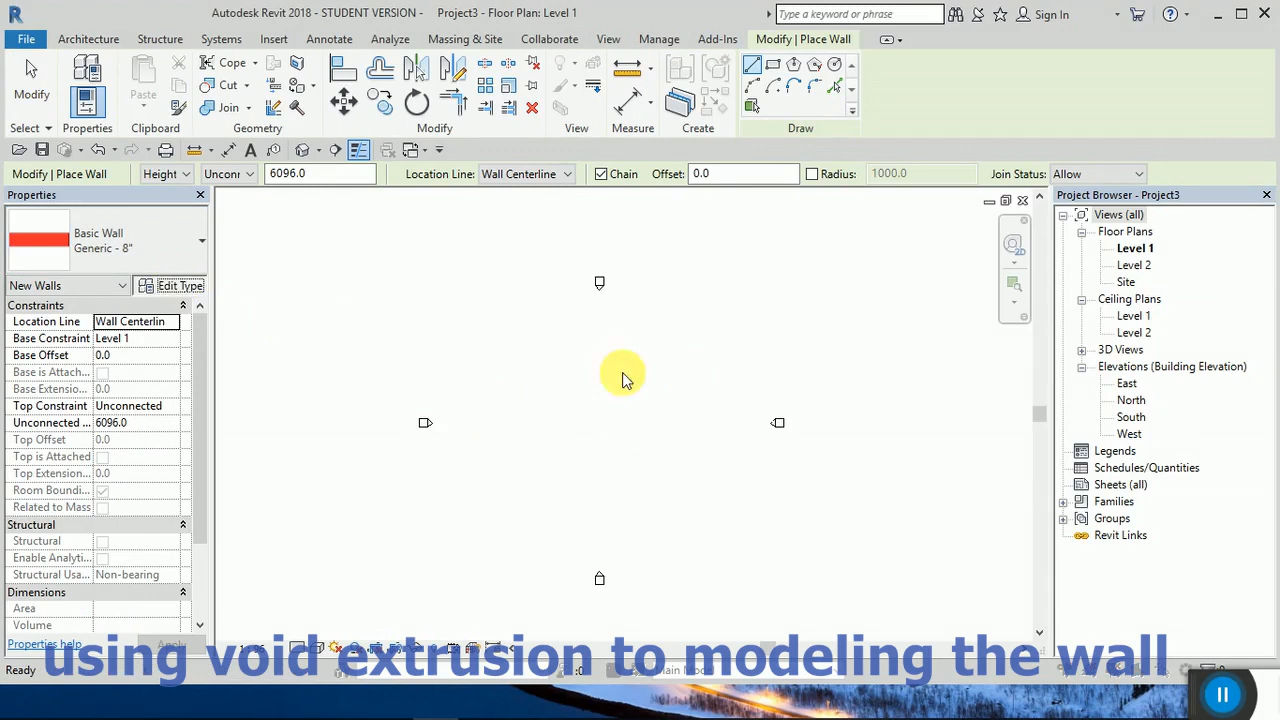 Autodesk Revit 2018 - STUDENT VERSION - Project3 - Floor Plan: Level 1
Type a keyword or phrase
Sign In
File Architecture Structure Systems Insert Annotate Analyze Massing & Site Collaborate View Manage Add-Ins Modify | Place Wall
Modify Paste Cope Cut Join
Select Properties Clipboard Geometry Modify View Measure Create Draw
Modify | Place Wall Height Unconr 6096.0 Location Line: Wall Centerline Chain Offset: 0.0 Radius: 1000.0 Join Status: Allow
Properties
Basic Wall
Generic - 8"
New Walls Edit Type
Constraints
Location Line Wall Centerlin
Base Constraint Level 1
Base Offset 0.0
Base is Attach...
Base Extensio... 0.0
Top Constraint Unconnected
Unconnected ... 6096.0
Top Offset 0.0
Top is Attached
Top Extension... 0.0
Room Boundi...
Related to Mass
Structural
Structural
Enable Analyti...
Structural Usa... Non-bearing
Dimensions
Area
Volume
Properties help Apply
2D
Project Browser - Project3
Views (all)
Floor Plans
Level 1
Level 2
Site
Ceiling Plans
Level 1
Level 2
3D Views
Elevations (Building Elevation)
East
North
South
West
Legends
Schedules/Quantities
Sheets (all)
Families
Groups
Revit Links
using void extrusion to modeling the wall
Ready :0 Main Model